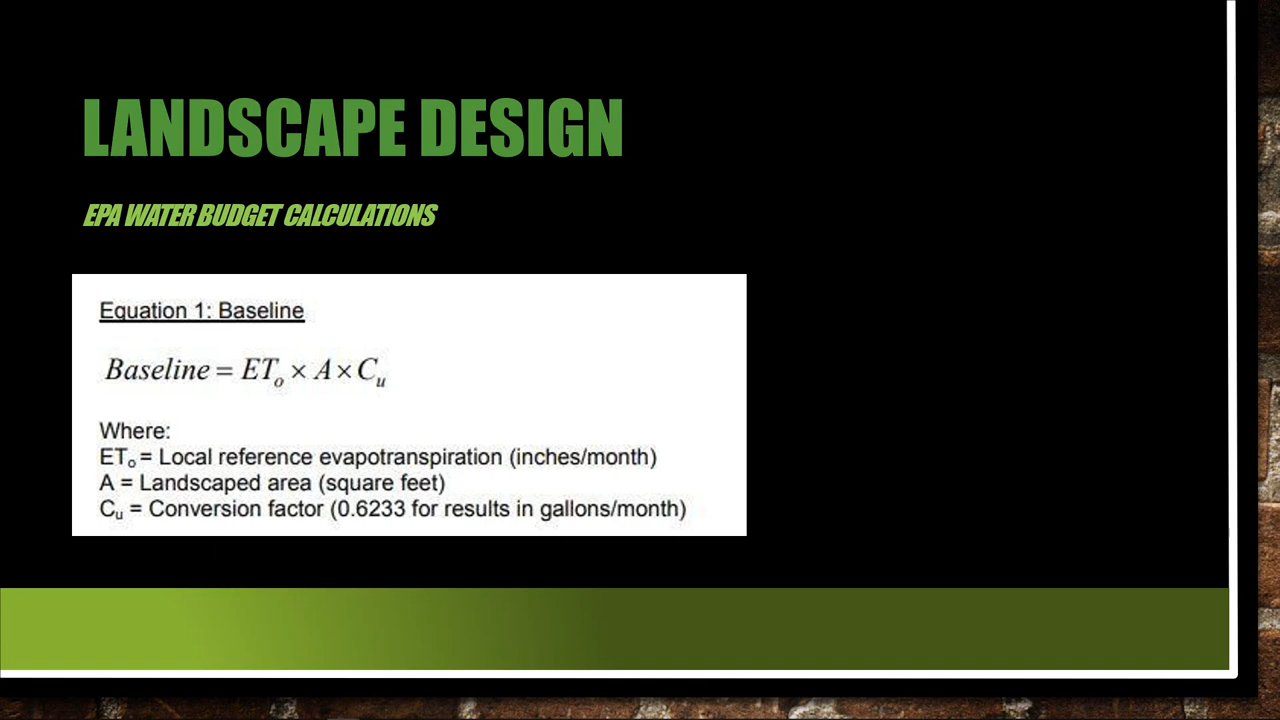 LANDSCAPE DESIGN
EPA WATER BUDGET CALCULATIONS
Equation 1: Baseline
Baseline = ETₒ × A × Cᵤ
Where:
ETₒ = Local reference evapotranspiration (inches/month)
A = Landscaped area (square feet)
Cᵤ = Conversion factor (0.6233 for results in gallons/month)